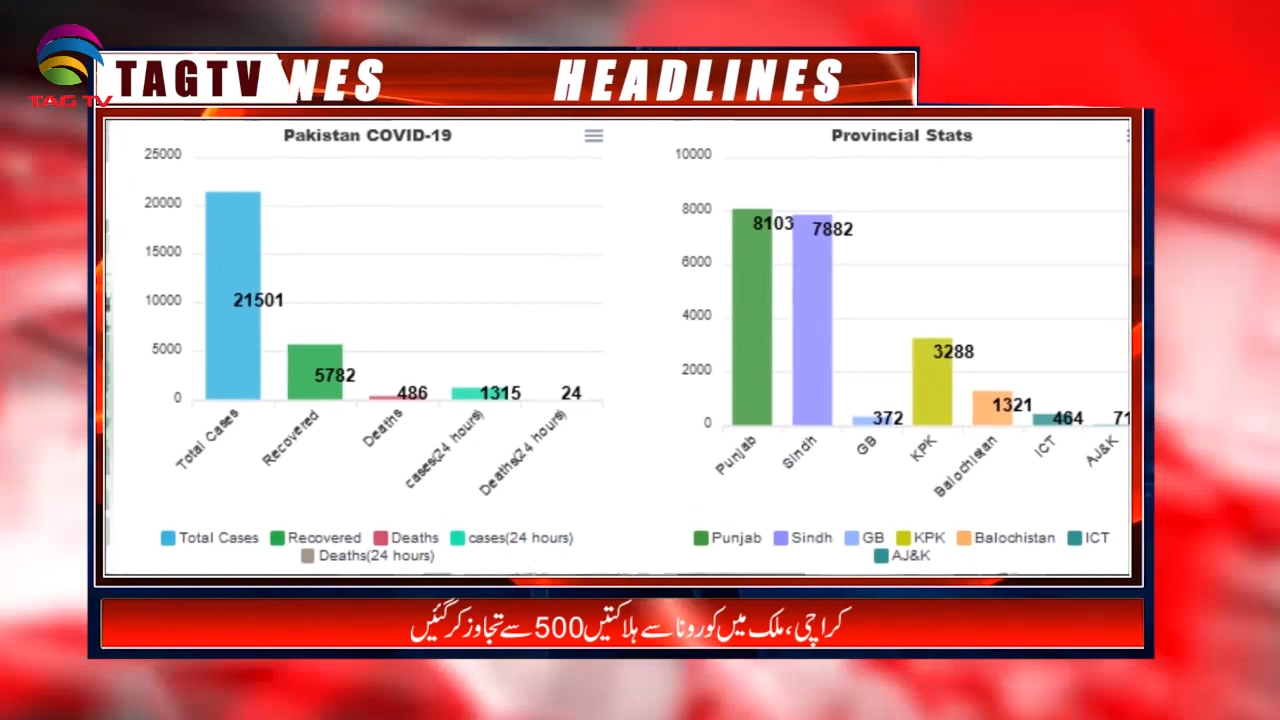 TAG TV
TAGTV
NES HEADLINES
Pakistan COVID-19
25000
20000
15000
10000
5000
0
21501
5782
486
1315
24
Total Cases
Recovered
Deaths
cases(24 hours)
Deaths(24 hours)
Total Cases Recovered Deaths cases(24 hours)
Deaths(24 hours)
Provincial Stats
10000
8000
6000
4000
2000
0
8103
7882
372
3288
1321
464
71
Punjab
Sindh
GB
KPK
Balochistan
ICT
AJ&K
Punjab Sindh GB KPK Balochistan ICT
AJ&K
کراچی، ملک میں کورونا سے ہلاکتیں 500 سے تجاوز کر گئیں